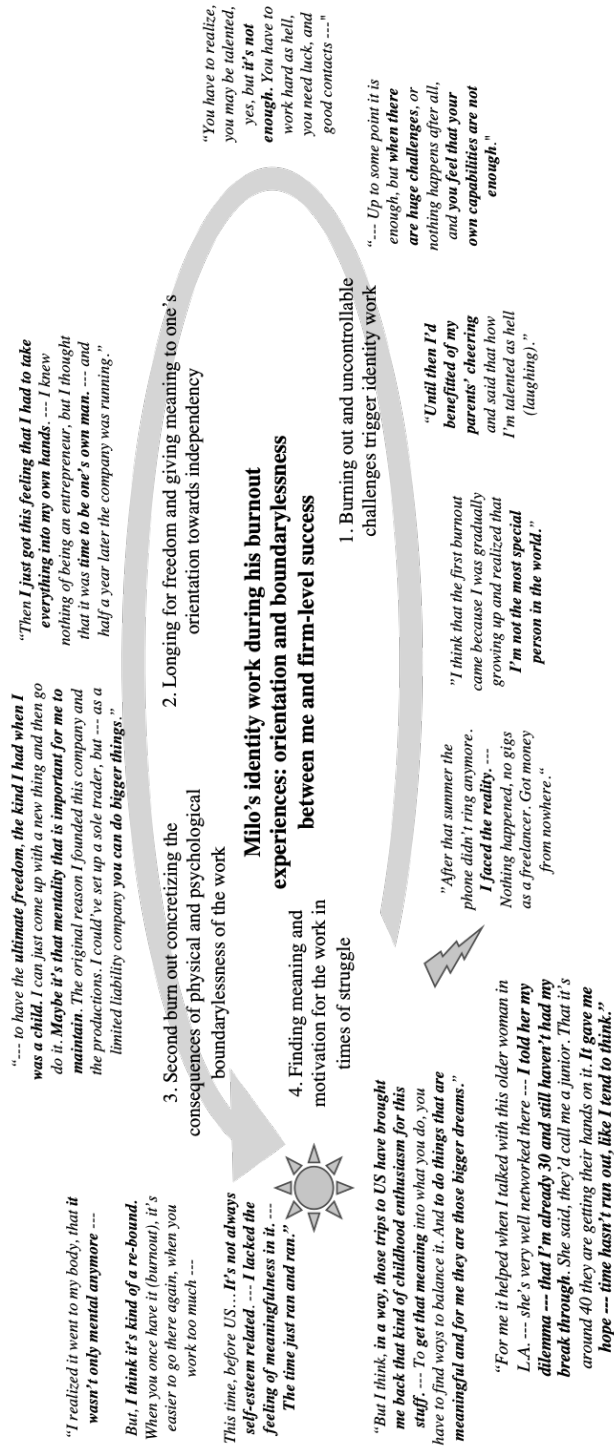 Milo’s identity work during his burnout
experiences: orientation and boundarylessness
between me and firm-level success
1. Burning out and uncontrollable
challenges trigger identity work
2. Longing for freedom and giving meaning to one’s
orientation towards independency
3. Second burn out concretizing the
consequences of physical and psychological
boundarylessness of the work
4. Finding meaning and
motivation for the work in
times of struggle
”After that summer the
phone didn’t ring anymore.
I faced the reality. ---
Nothing happened, no gigs
as a freelancer. Got money
from nowhere.“
”I think that the first burnout
came because I was gradually
growing up and realized that
I’m not the most special
person in the world.”
“Until then I’d
benefitted of my
parents’ cheering
and said that how
I’m talented as hell
(laughing).”
“--- Up to some point it is
enough, but when there
are huge challenges, or
nothing happens after all,
and you feel that your
own capabilities are not
enough."
“You have to realize,
you may be talented,
yes, but it’s not
enough. You have to
work hard as hell,
you need luck, and
good contacts ---"
“Then I just got this feeling that I had to take
everything into my own hands. --- I knew
nothing of being an entrepreneur, but I thought
that it was time to be one’s own man. --- and
half a year later the company was running.”
“--- to have the ultimate freedom, the kind I had when I
was a child. I can just come up with a new thing and then go
do it. Maybe it’s that mentality that is important for me to
maintain. The original reason I founded this company and
the productions. I could’ve set up a sole trader, but --- as a
limited liability company you can do bigger things.”
“I realized it went to my body, that it
wasn’t only mental anymore ---
But, I think it’s kind of a re-bound.
When you once have it (burnout), it’s
easier to go there again, when you
work too much ---
This time, before US… It’s not always
self-esteem related. --- I lacked the
feeling of meaningfulness in it. ---
The time just ran and ran.”
“But I think, in a way, those trips to US have brought
me back that kind of childhood enthusiasm for this
stuff. --- To get that meaning into what you do, you
have to find ways to balance it. And to do things that are
meaningful and for me they are those bigger dreams.”
“For me it helped when I talked with this older woman in
L.A. --- she’s very well networked there --- I told her my
dilemma --- that I’m already 30 and still haven’t had my
break through. She said, they’d call me a junior. That it’s
around 40 they are getting their hands on it. It gave me
hope --- time hasn’t run out, like I tend to think.”